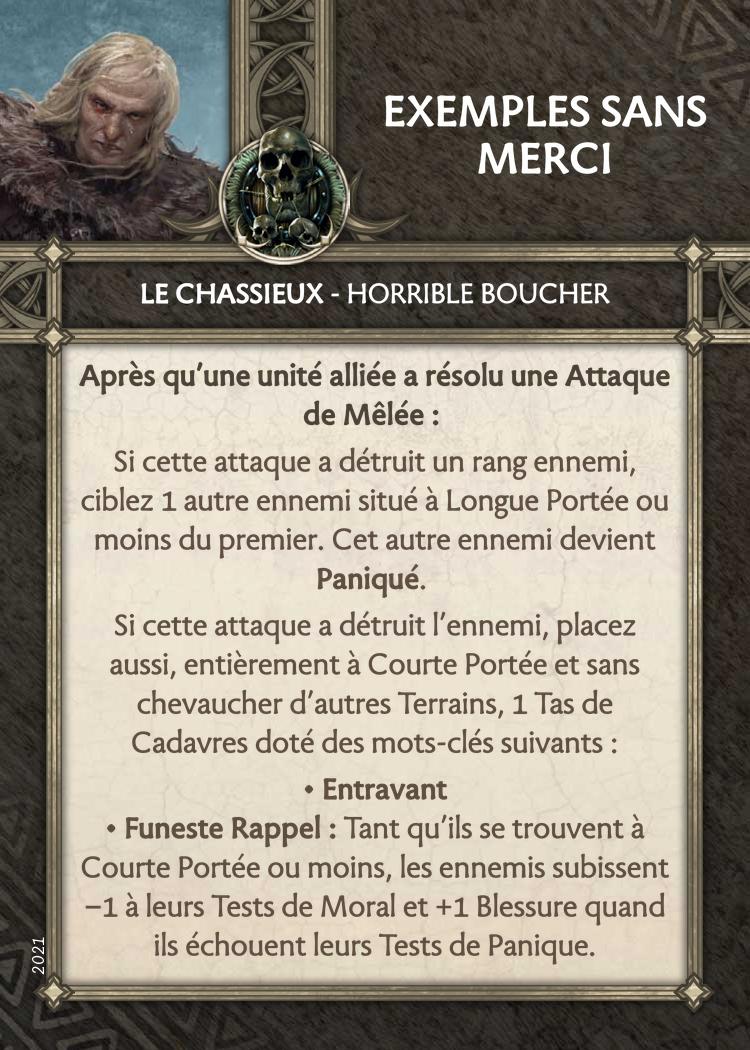 EXEMPLES SANS
MERCI
LE CHASSIEUX - HORRIBLE BOUCHER
Après qu'une unité alliée a résolu une Attaque
de Mêlée :
Si cette attaque a détruit un rang ennemi,
ciblez 1 autre ennemi situé à Longue Portée ou
moins du premier. Cet autre ennemi devient
Paniqué.
Si cette attaque a détruit l'ennemi, placez
aussi, entièrement à Courte Portée et sans
chevaucher d'autres Terrains, 1 Tas de
Cadavres doté des mots-clés suivants :
• Entravant
• Funeste Rappel : Tant qu'ils se trouvent à
Courte Portée ou moins, les ennemis subissent
−1 à leurs Tests de Moral et +1 Blessure quand
ils échouent leurs Tests de Panique.
2021